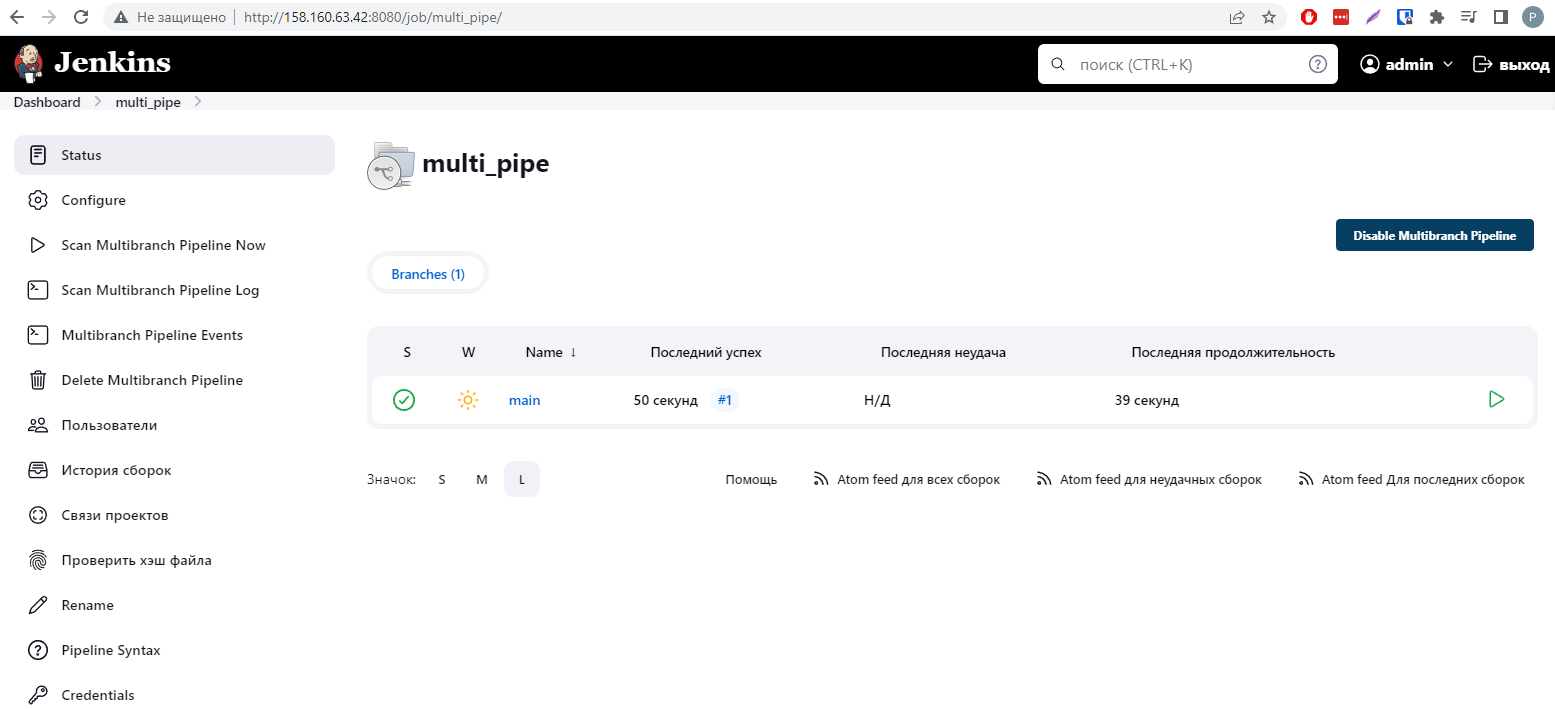 Не защищено http://158.160.63.42:8080/job/multi_pipe/ P
Jenkins поиск (CTRL+K) admin выход
Dashboard multi_pipe
Status
Configure
Scan Multibranch Pipeline Now
Scan Multibranch Pipeline Log
Multibranch Pipeline Events
Delete Multibranch Pipeline
Пользователи
История сборок
Связи проектов
Проверить хэш файла
Rename
Pipeline Syntax
Credentials
multi_pipe
Disable Multibranch Pipeline
Branches (1)
S W Name ↓ Последний успех Последняя неудача Последняя продолжительность
main 50 секунд #1 Н/Д 39 секунд
Значок: S M L Помощь Atom feed для всех сборок Atom feed для неудачных сборок Atom feed Для последних сборок